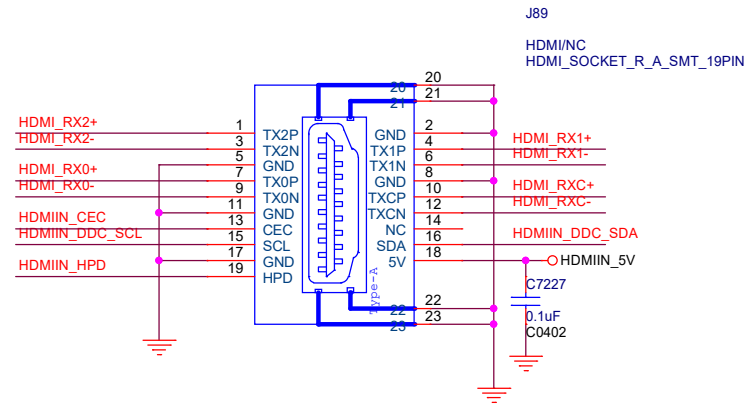 J89
HDMI/NC
HDMI_SOCKET_R_A_SMT_19PIN
20 20
21 21
HDMI_RX2+ 1 TX2P GND 2
HDMI_RX2- 3 TX2N TX1P 4 HDMI_RX1+
5 GND TX1N 6 HDMI_RX1-
HDMI_RX0+ 7 TX0P GND 8
HDMI_RX0- 9 TX0N TXCP 10 HDMI_RXC+
11 GND TXCN 12 HDMI_RXC-
HDMIIN_CEC 13 CEC NC 14
HDMIIN_DDC_SCL 15 SCL SDA 16 HDMIIN_DDC_SDA
17 GND 5V 18 HDMIIN_5V
HDMIIN_HPD 19 HPD
Type-A
C7227
0.1uF
C0402
22 22
23 23